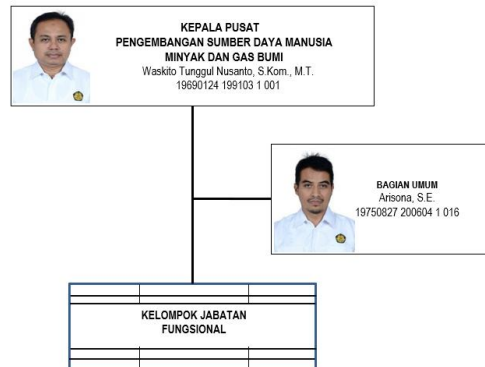 KEPALA PUSAT
PENGEMBANGAN SUMBER DAYA MANUSIA
MINYAK DAN GAS BUMI
Waskito Tunggul Nusanto, S.Kom., M.T.
19690124 199103 1 001
BAGIAN UMUM
Arisona, S.E.
19750827 200604 1 016
KELOMPOK JABATAN
FUNGSIONAL